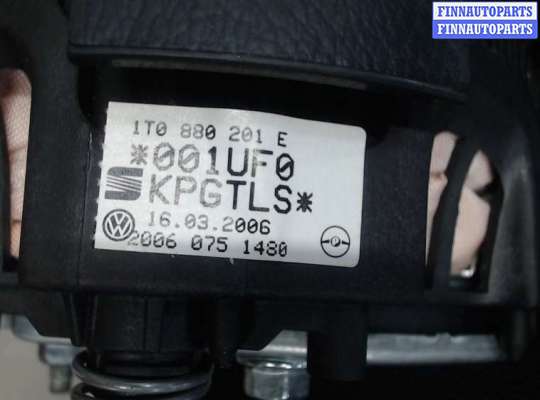 FINNAUTOPARTS
FINNAUTOPARTS
1T0 880 201 E
*001UF0
KPGTLS*
16.03.2006
2006 075 1480